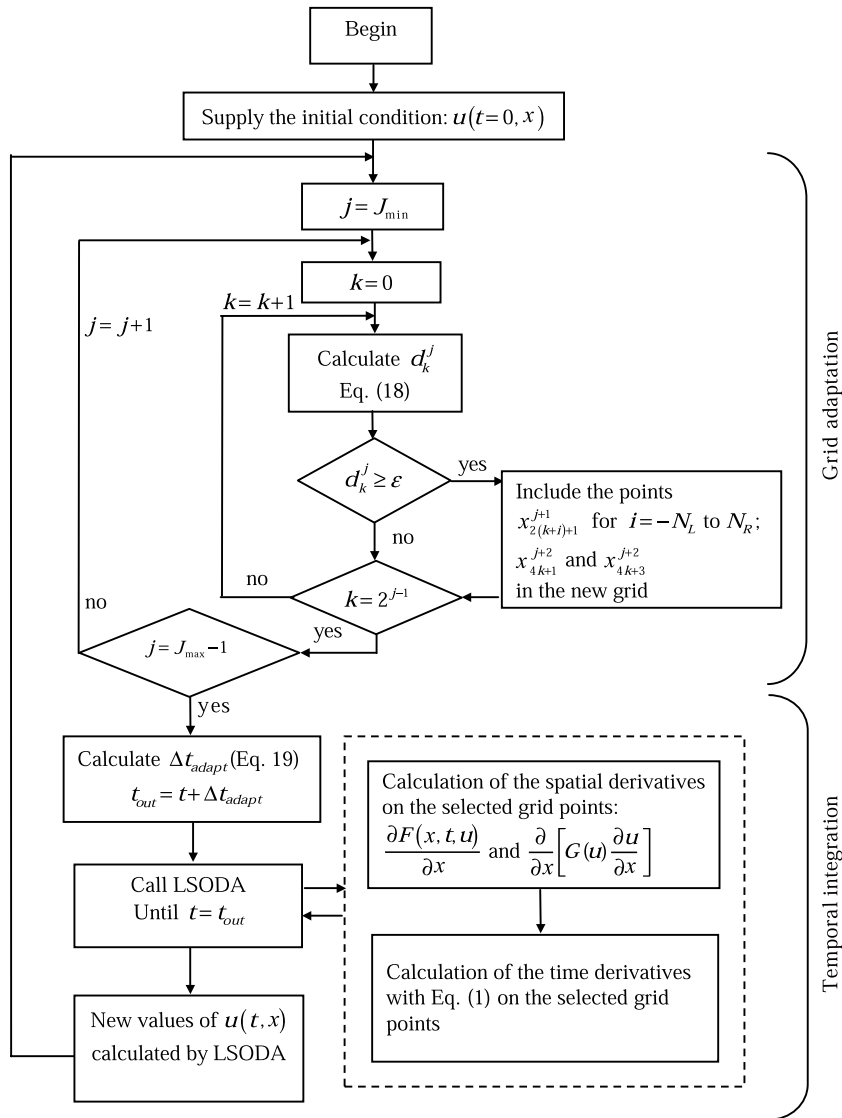 Begin
Supply the initial condition: u(t=0, x)
j = J_min
k=0
k= k+1
j = j+1
Calculate d_k^j
Eq. (18)
d_k^j ≥ ε
yes
Include the points
x_{2(k+i)+1}^{j+1} for i=−N_L to N_R;
x_{4k+1}^{j+2} and x_{4k+3}^{j+2}
in the new grid
no
no
k= 2^{j−1}
no
yes
j = J_max −1
yes
Grid adaptation
Calculate Δt_adapt (Eq. 19)
t_out = t+ Δt_adapt
Calculation of the spatial derivatives
on the selected grid points:
∂F(x, t, u)/∂x and ∂/∂x[G(u) ∂u/∂x]
Call LSODA
Until t= t_out
Calculation of the time derivatives
with Eq. (1) on the selected grid
points
New values of u(t, x)
calculated by LSODA
Temporal integration